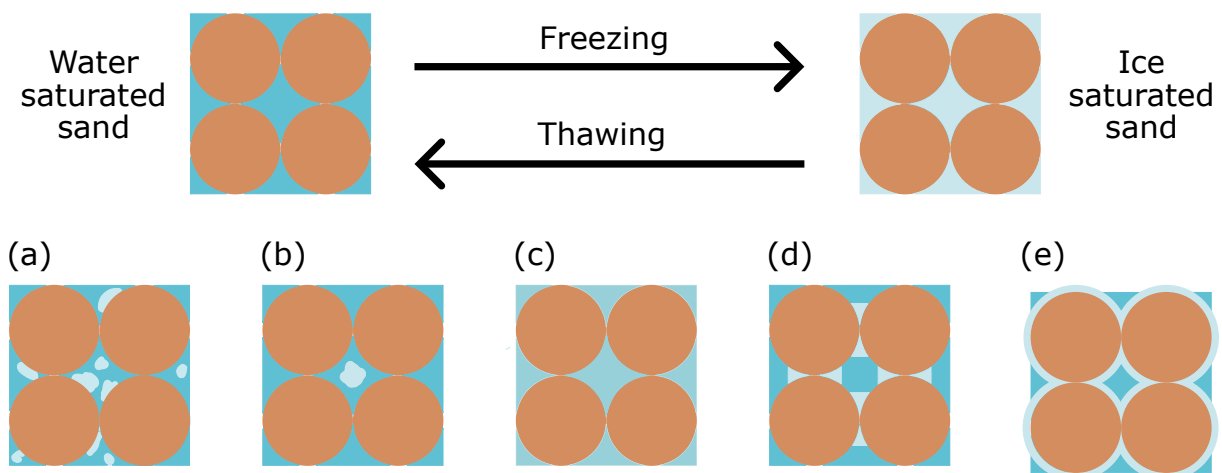 Water
saturated
sand
Freezing
Thawing
Ice
saturated
sand
(a)
(b)
(c)
(d)
(e)